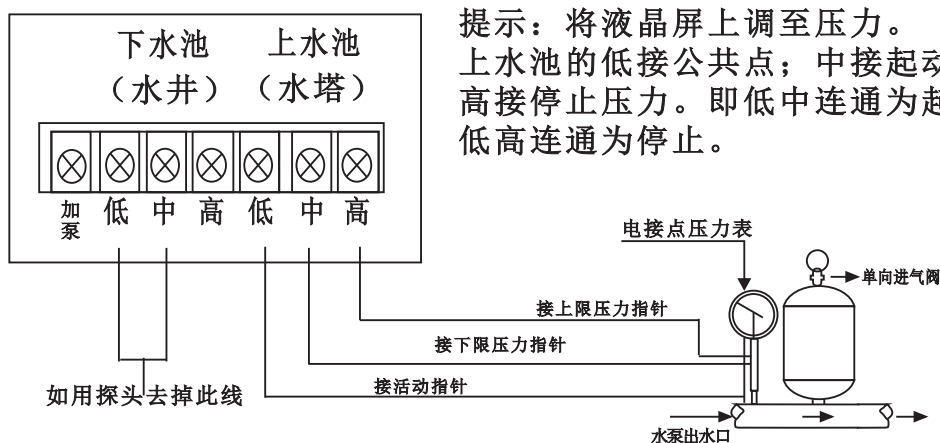 提示：将液晶屏上调至压力。
上水池的低接公共点；中接起动
高接停止压力。即低中连通为起
低高连通为停止。
下水池 上水池
（水井）（水塔）
加泵 低 中 高 低 中 高
电接点压力表
单向进气阀
接上限压力指针
接下限压力指针
接活动指针
如用探头去掉此线
水泵出水口